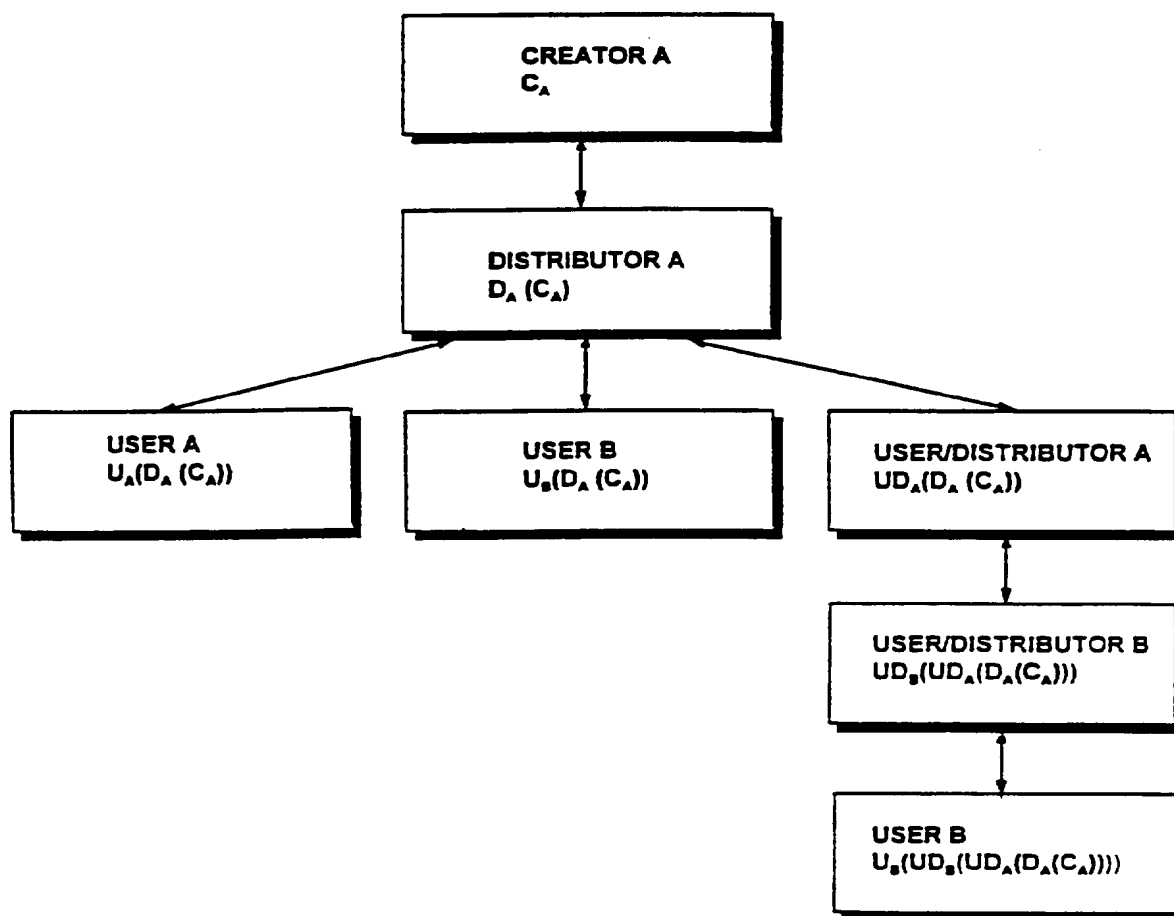 CREATOR A
C_A
DISTRIBUTOR A
D_A (C_A)
USER A
U_A(D_A (C_A))
USER B
U_B(D_A (C_A))
USER/DISTRIBUTOR A
UD_A(D_A (C_A))
USER/DISTRIBUTOR B
UD_B(UD_A(D_A(C_A)))
USER B
U_B(UD_B(UD_A(D_A(C_A))))